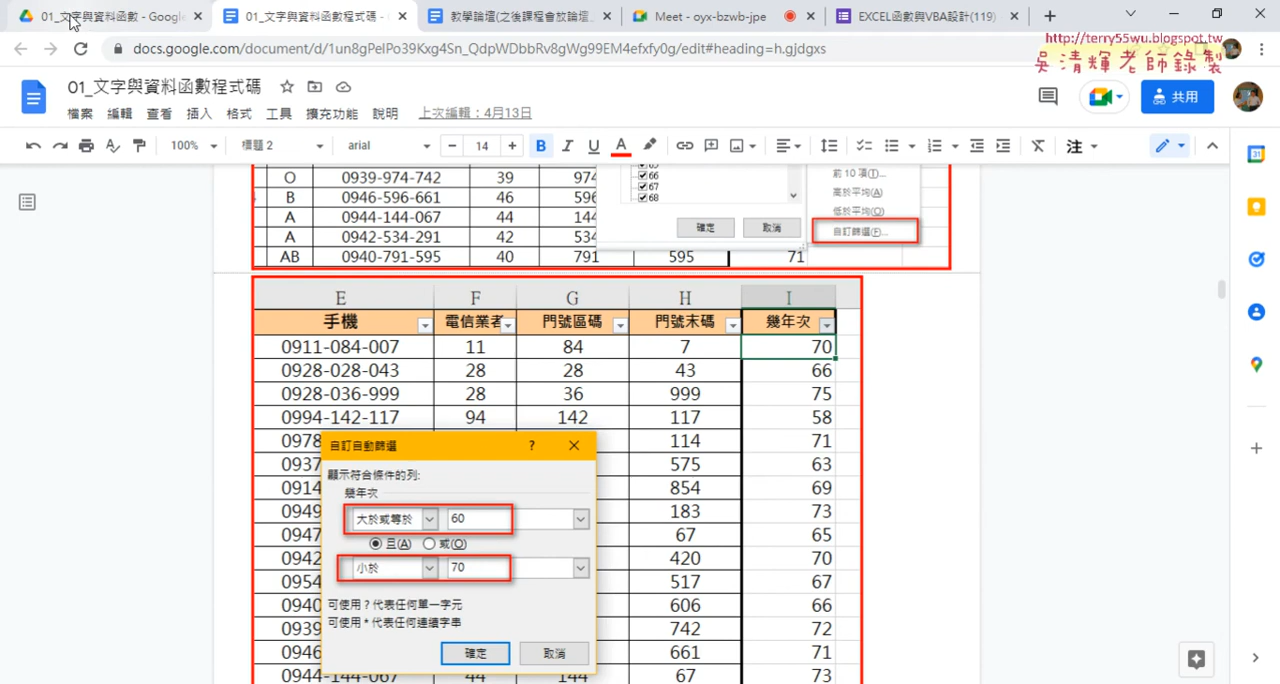 01_文字與資料函數 - Google
01_文字與資料函數程式碼 -
教學論壇(之後課程會放論壇
Meet - oyx-bzwb-jpe
EXCEL函數與VBA設計(119)
docs.google.com/document/d/1un8gPelPo39Kxg4Sn_QdpWDbbRv8gWg99EM4efxfy0g/edit#heading=h.gjdgxs
http://terry55wu.blogspot.tw
吳清輝老師錄製
01_文字與資料函數程式碼
共用
檔案 編輯 查看 插入 格式 工具 擴充功能 說明 上次編輯：4月13日
100% 標題 2 arial 14 B I U A 注
O 0939-974-742 39 974
B 0946-596-661 46 596
A 0944-144-067 44 144
A 0942-534-291 42 534
AB 0940-791-595 40 791 595 71
66
67
68
確定 取消
前 10 項(T)...
高於平均(A)
低於平均(O)
自訂篩選(F)...
E F G H I
手機 電信業者 門號區碼 門號末碼 幾年次
0911-084-007 11 84 7 70
0928-028-043 28 28 43 66
0928-036-999 28 36 999 75
0994-142-117 94 142 117 58
0978 114 71
0937 575 63
0914 854 69
0949 183 73
0947 67 65
0942 420 70
0954 517 67
0940 606 66
0939 742 72
0946 661 71
0944-144-067 44 144 67 73
自訂自動篩選 ?
顯示符合條件的列:
幾年次
大於或等於 60
且(A) 或(O)
小於 70
可使用 ? 代表任何單一字元
可使用 * 代表任何連續字串
確定 取消